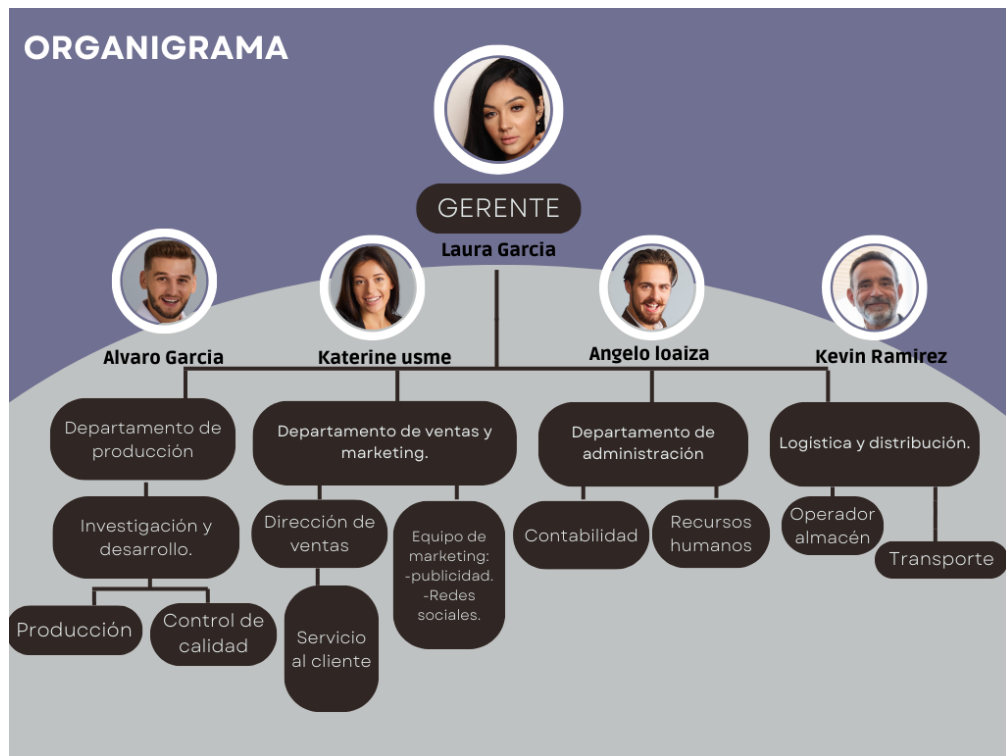 ORGANIGRAMA
GERENTE
Laura Garcia
Alvaro Garcia
Katerine usme
Angelo loaiza
Kevin Ramirez
Departamento de
producción
Departamento de ventas y
marketing.
Departamento de
administración
Logística y distribución.
Investigación y
desarrollo.
Dirección de
ventas
Equipo de
marketing:
-publicidad.
-Redes
sociales.
Contabilidad
Recursos
humanos
Operador
almacén
Transporte
Producción
Control de
calidad
Servicio
al cliente